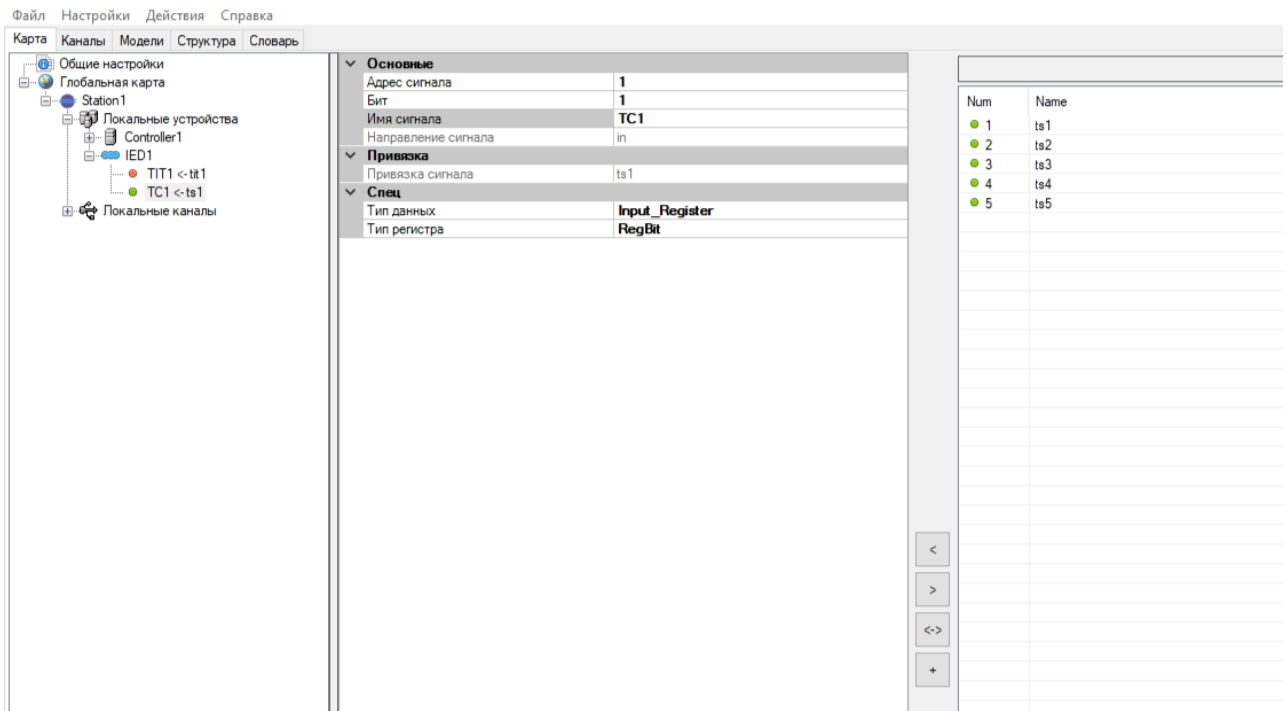 Файл Настройки Действия Справка
Карта Каналы Модели Структура Словарь
Общие настройки
Глобальная карта
Station1
Локальные устройства
Controller1
IED1
TIT1 <- tit1
TC1 <- ts1
Локальные каналы
Основные
Адрес сигнала 1
Бит 1
Имя сигнала TC1
Направление сигнала in
Привязка
Привязка сигнала ts1
Спец
Тип данных Input_Register
Тип регистра RegBit
<
>
<->
+
Num Name
1 ts1
2 ts2
3 ts3
4 ts4
5 ts5